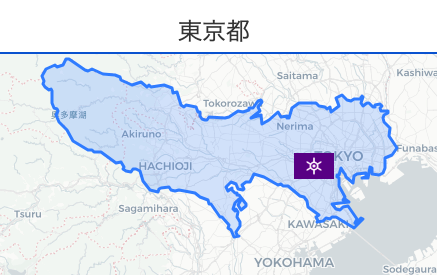 東京都
Saitama
Kashiwa
Tokorozawa
奥多摩湖
Akiruno
Nerima
TOKYO
Funabas
HACHIOJI
Tsuru
Sagamihara
KAWASAKI
YOKOHAMA
Sodegaura